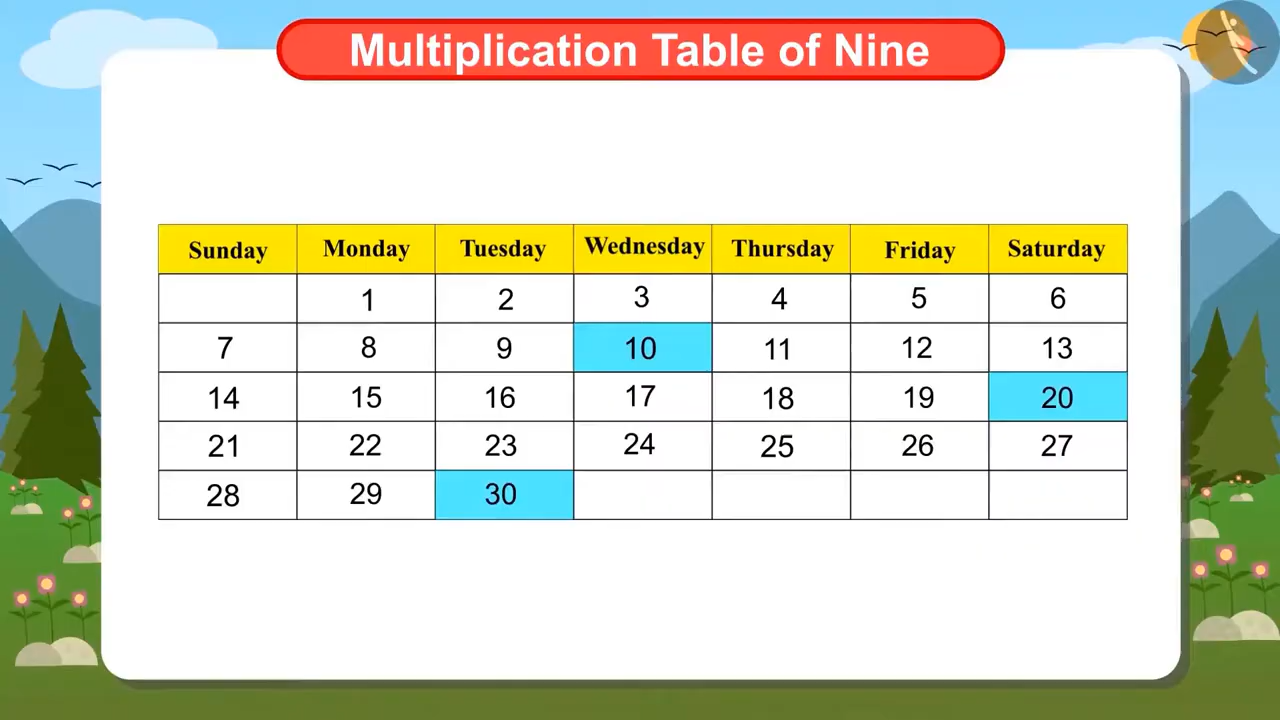 Multiplication Table of Nine
Sunday Monday Tuesday Wednesday Thursday Friday Saturday
1 2 3 4 5 6
7 8 9 10 11 12 13
14 15 16 17 18 19 20
21 22 23 24 25 26 27
28 29 30